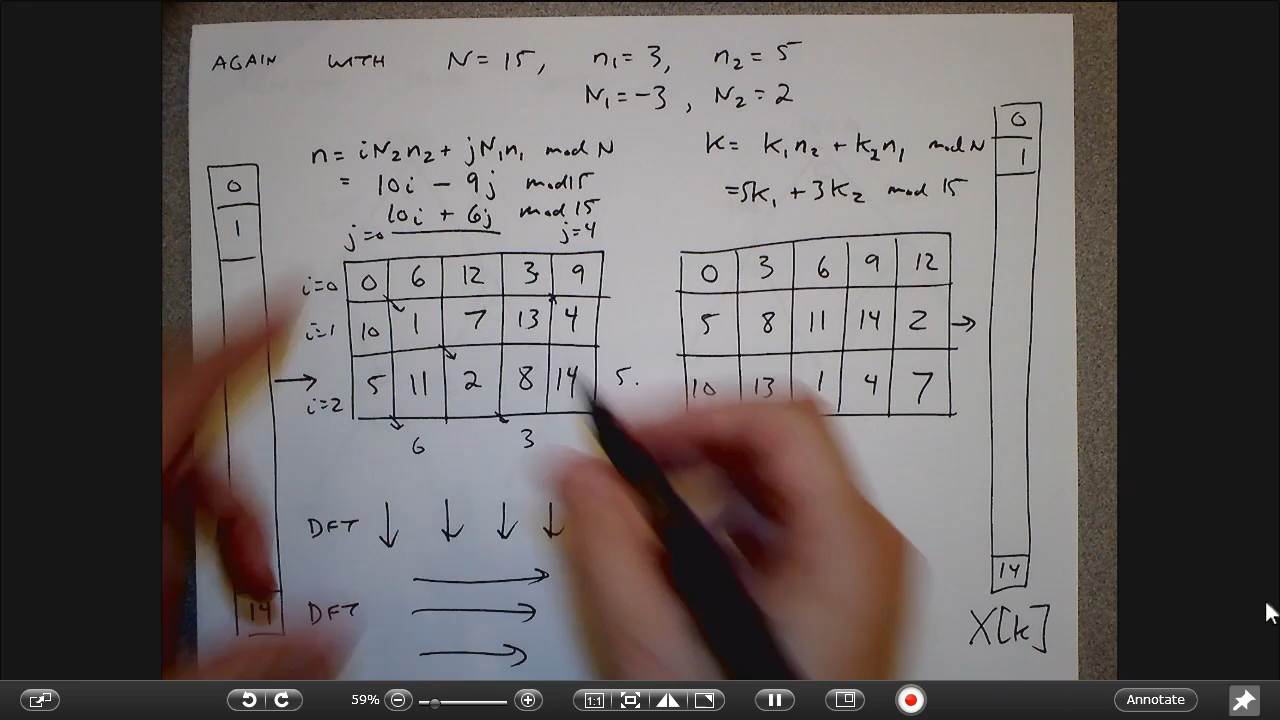 AGAIN WITH N = 15, n₁ = 3, n₂ = 5
N₁ = -3, N₂ = 2
n = iN₂n₂ + jN₁n₁ mod N
= 10i - 9j mod 15
10i + 6j mod 15
j=0 j=4
k = k₁n₂ + k₂n₁ mod N
= 5k₁ + 3k₂ mod 15
0
1
14
i=0 0 6 12 3 9
i=1 10 1 7 13 4
i=2 5 11 2 8 14 5.
6 3
0 3 6 9 12
5 8 11 14 2
10 13 1 4 7
0
1
14
X[k]
DFT
DFT
59%
1:1
Annotate